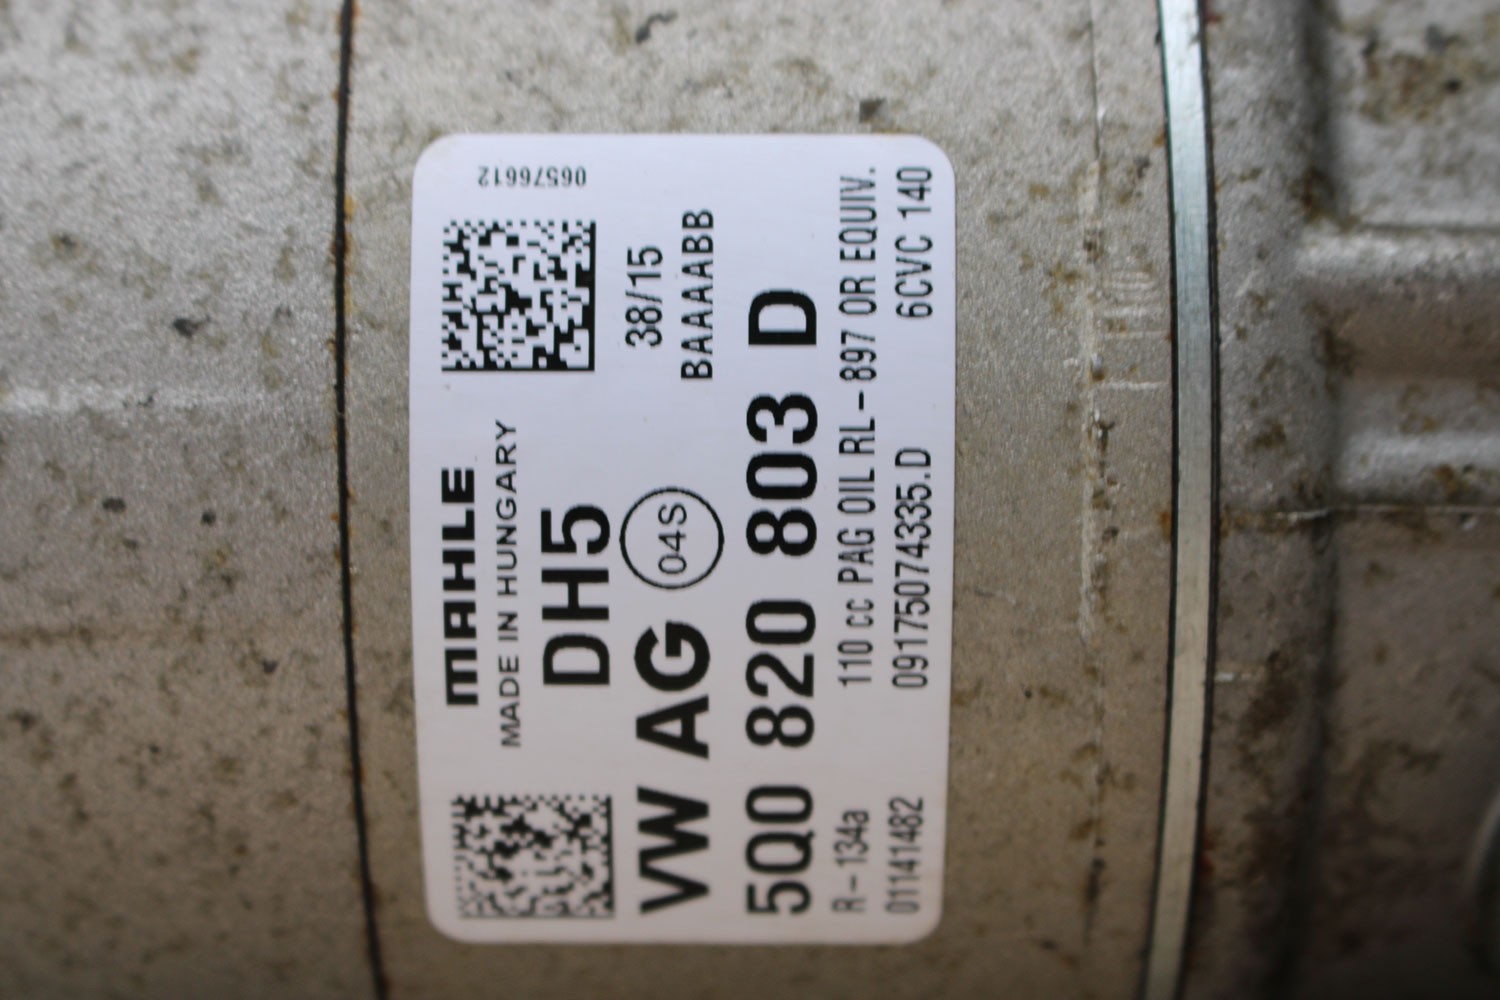 MAHLE
MADE IN HUNGARY
06576612
DH5
38/15
VW AG 04S BAAAABB
5Q0 820 803 D
R-134a 110 cc PAG OIL RL-897 OR EQUIV.
01141482 0917507433​5.D 6CVC 140